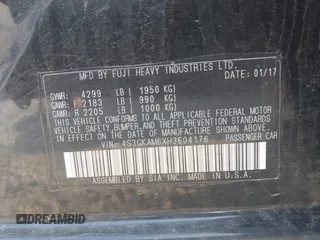 MFD. BY FUJI HEAVY INDUSTRIES LTD.
GVWR: 4299 LB ( 1950 KG) 01/17
GAWR: F 2183 LB ( 990 KG)
GAWR: R 2205 LB ( 1000 KG)
THIS VEHICLE CONFORMS TO ALL APPLICABLE
FEDERAL MOTOR VEHICLE
SAFETY, BUMPER, AND THEFT PREVENTION STANDARDS
IN EFFECT ON THE DATE OF MANUFACTURE SHOWN ABOVE.
VIN: 4S3GKAM6XH3604176 PASSENGER CAR
ASSEMBLED BY SIA INC. MADE IN U.S.A.
© DREAMBID